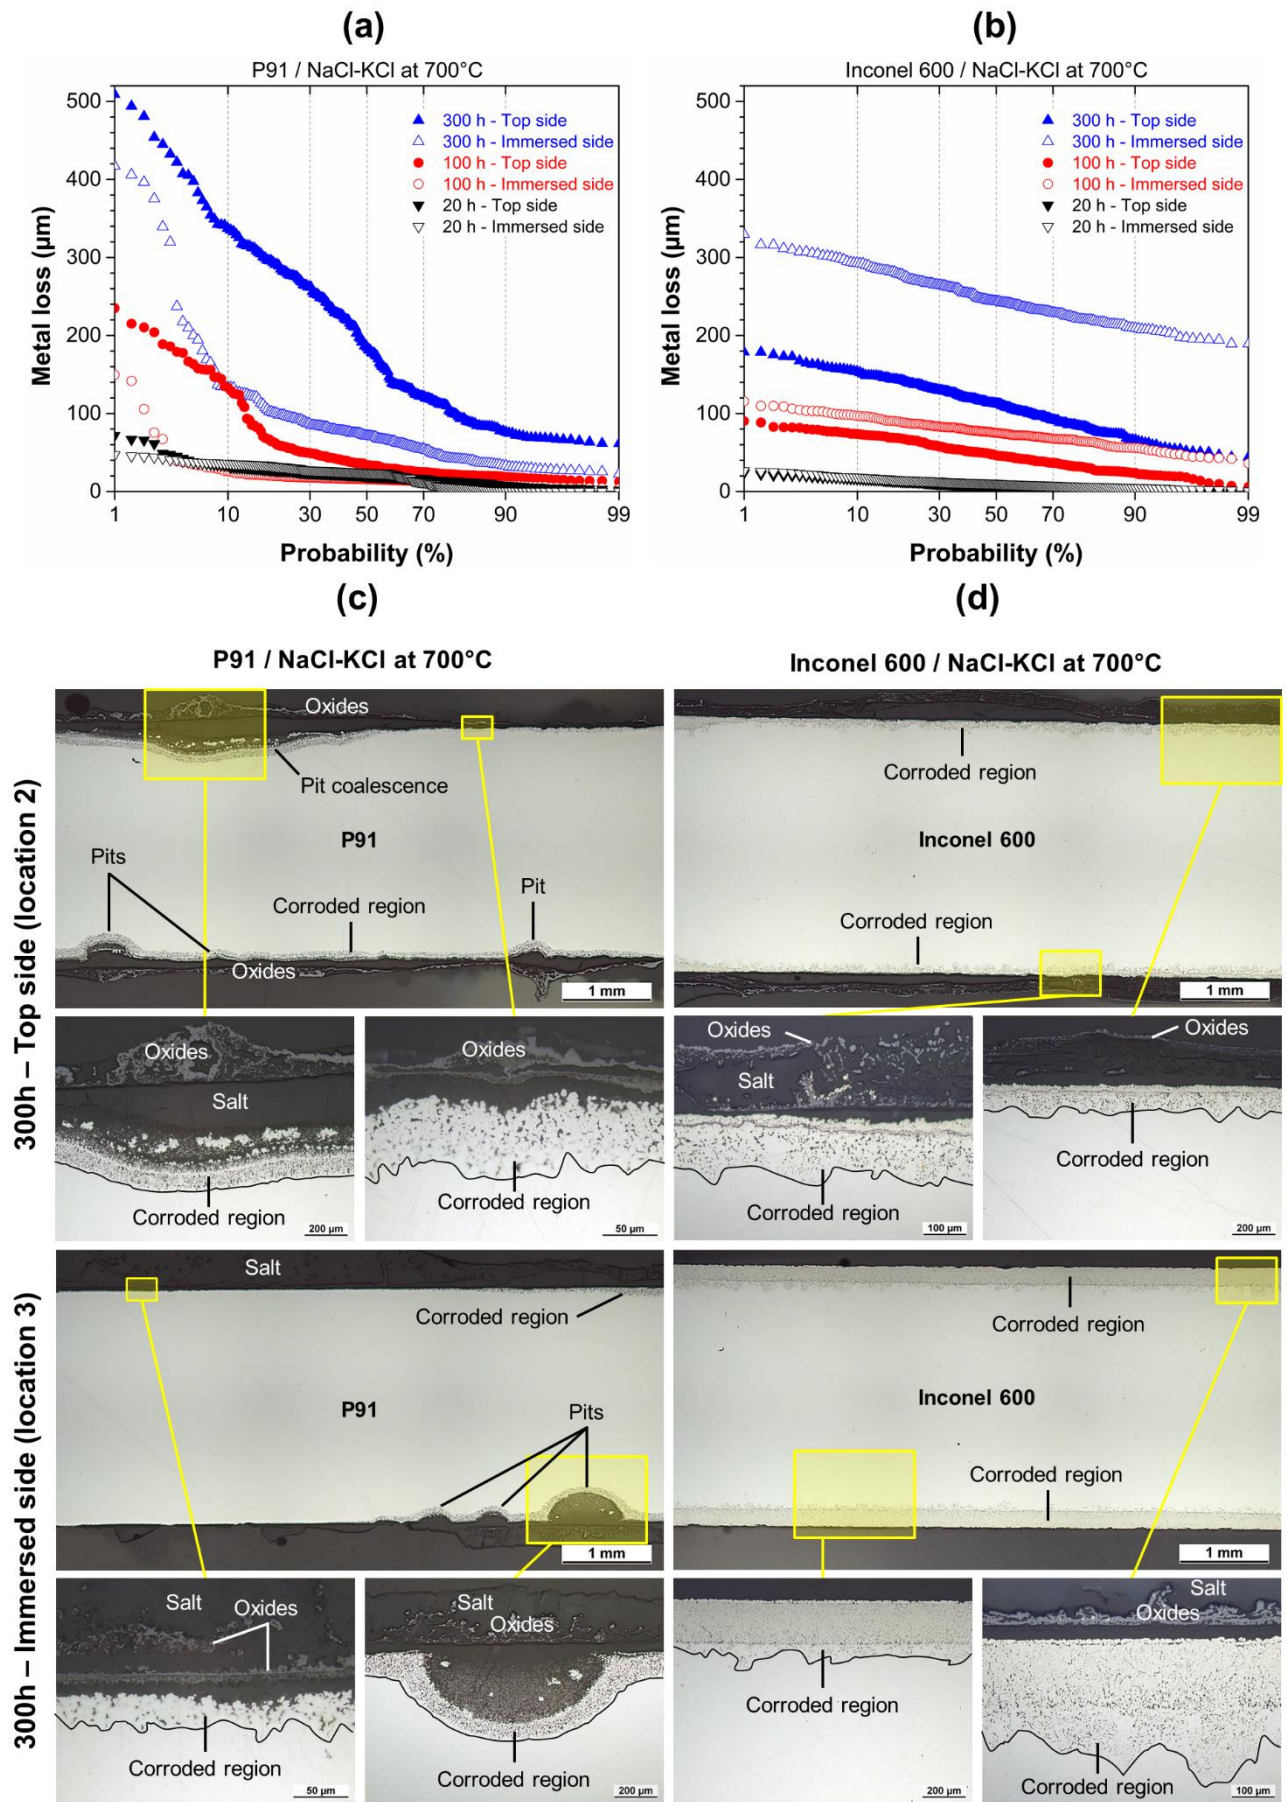 (a)
P91 / NaCl-KCl at 700°C
500
400
300
200
100
0
Metal loss (µm)
300 h - Top side
300 h - Immersed side
100 h - Top side
100 h - Immersed side
20 h - Top side
20 h - Immersed side
1 10 30 50 70 90 99
Probability (%)
(b)
Inconel 600 / NaCl-KCl at 700°C
500
400
300
200
100
0
Metal loss (µm)
300 h - Top side
300 h - Immersed side
100 h - Top side
100 h - Immersed side
20 h - Top side
20 h - Immersed side
1 10 30 50 70 90 99
Probability (%)
(c)
P91 / NaCl-KCl at 700°C
(d)
Inconel 600 / NaCl-KCl at 700°C
300h – Top side (location 2)
Oxides
Pit coalescence
P91
Pits
Corroded region
Pit
Oxides
1 mm
Corroded region
Inconel 600
Corroded region
1 mm
Oxides
Salt
Corroded region
200 µm
Oxides
Corroded region
50 µm
Oxides
Salt
Corroded region
100 µm
Oxides
Corroded region
200 µm
300h – Immersed side (location 3)
Salt
Corroded region
P91
Pits
1 mm
Corroded region
Inconel 600
Corroded region
1 mm
Salt
Oxides
Corroded region
50 µm
Salt
Oxides
Corroded region
200 µm
Corroded region
200 µm
Salt
Oxides
Corroded region
100 µm